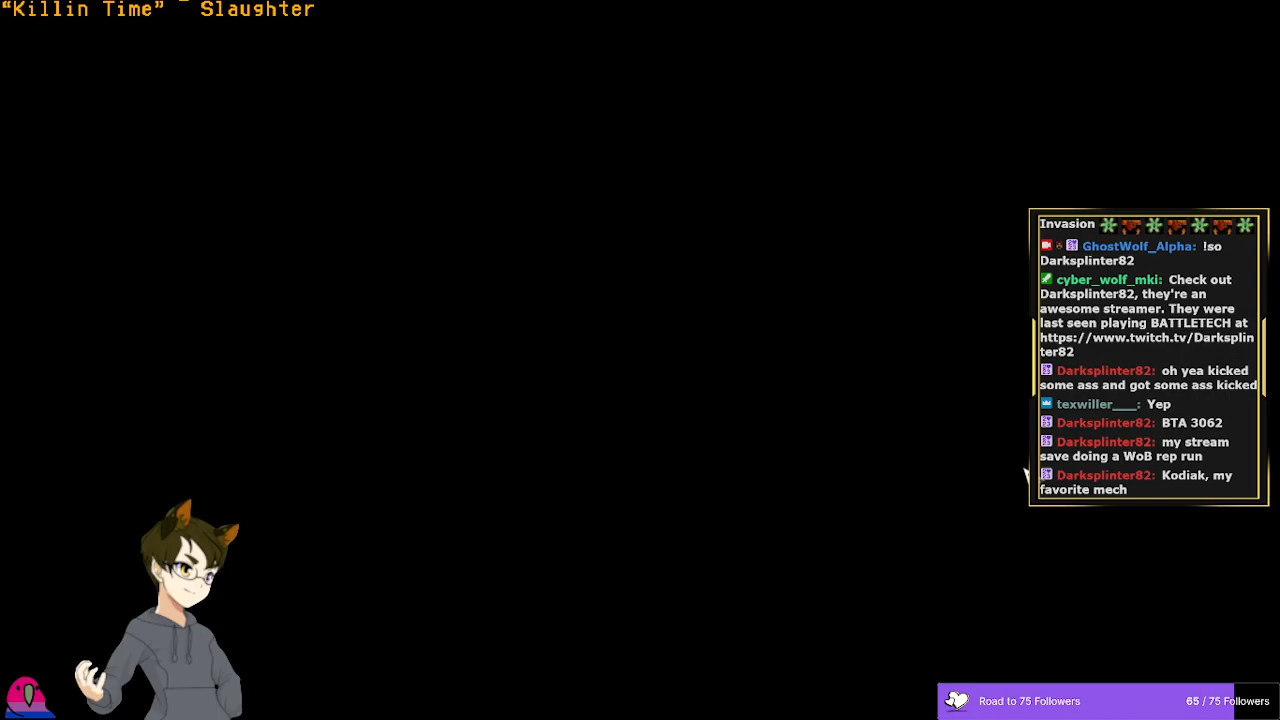 “Killin Time” ~ Slaughter
Invasion
GhostWolf_Alpha: !so
Darksplinter82
cyber_wolf_mki: Check out
Darksplinter82, they're an
awesome streamer. They were
last seen playing BATTLETECH at
https://www.twitch.tv/Darksplin
ter82
Darksplinter82: oh yea kicked
some ass and got some ass kicked
texwiller____: Yep
Darksplinter82: BTA 3062
Darksplinter82: my stream
save doing a WoB rep run
Darksplinter82: Kodiak, my
favorite mech
Road to 75 Followers
65 / 75 Followers